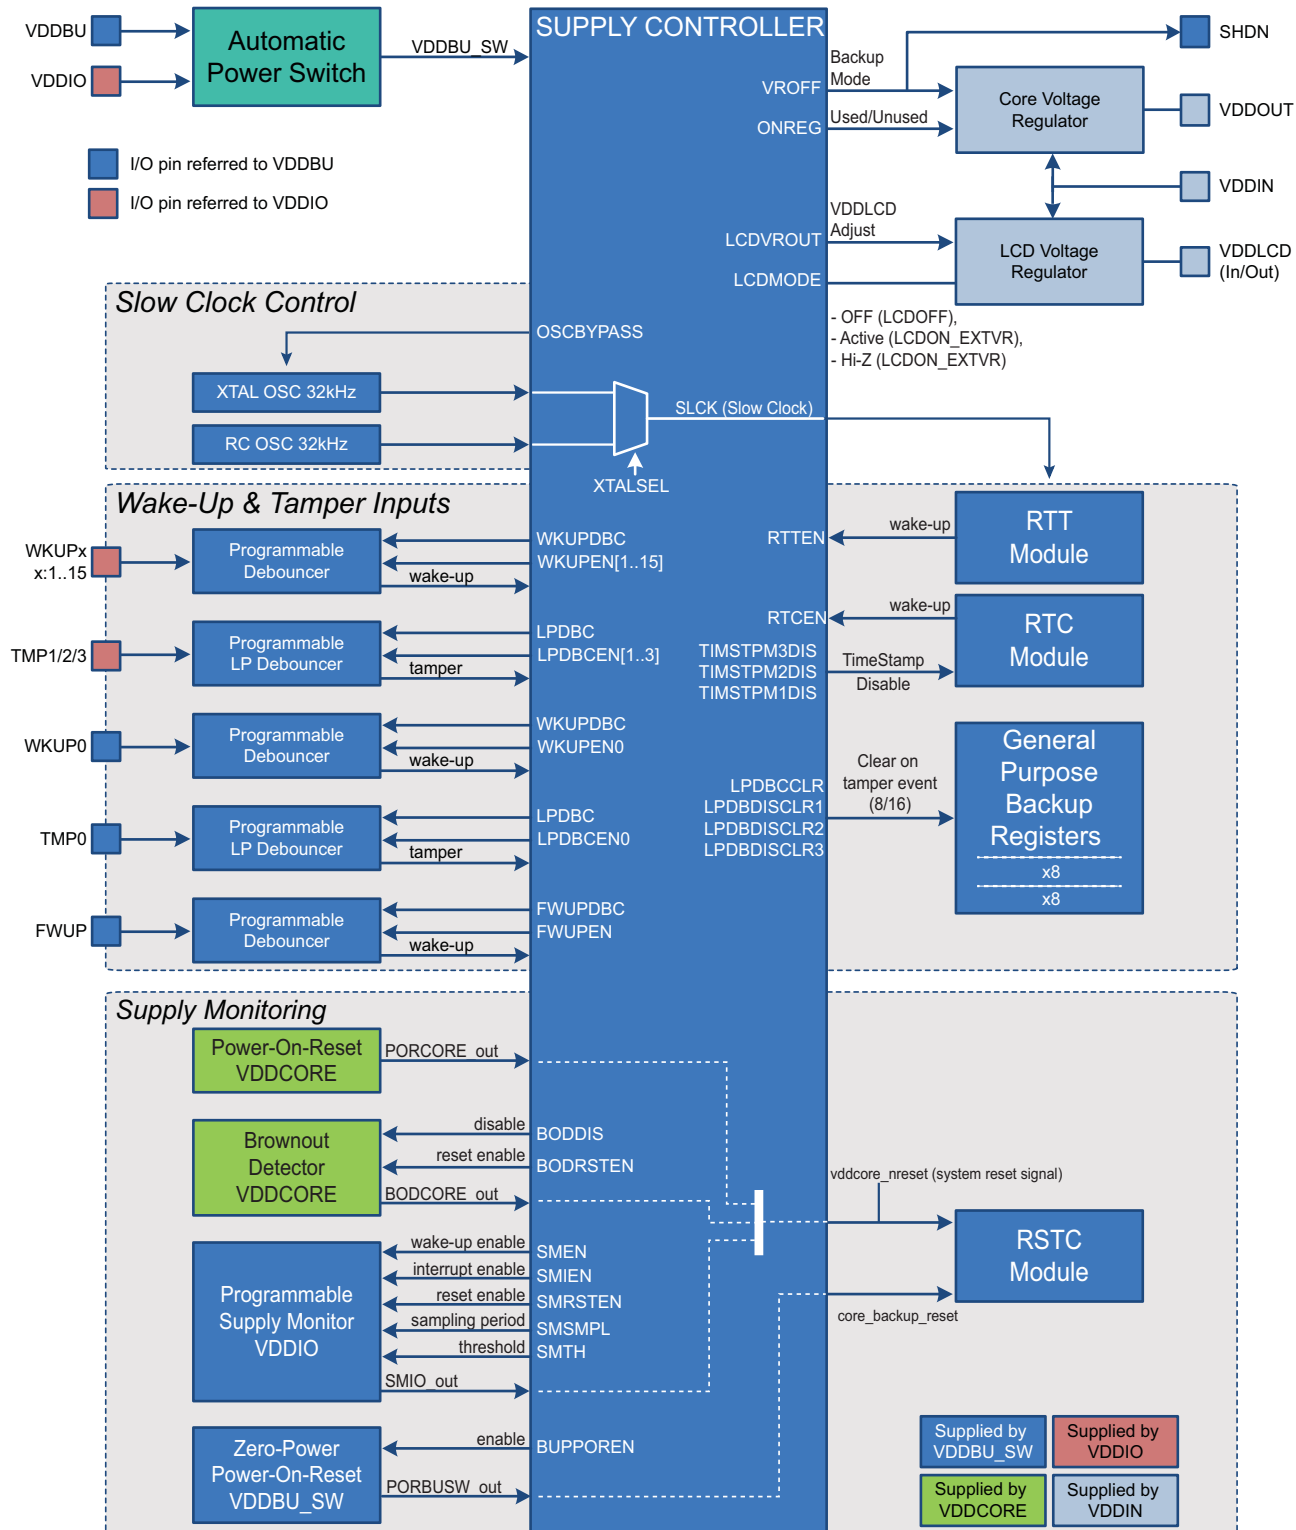 SUPPLY CONTROLLER
VDDBU
VDDIO
Automatic
Power Switch
VDDBU_SW
I/O pin referred to VDDBU
I/O pin referred to VDDIO
Backup
Mode
VROFF
ONREG
Used/Unused
Core Voltage
Regulator
SHDN
VDDOUT
VDDIN
VDDLCD
Adjust
LCDVROUT
LCDMODE
LCD Voltage
Regulator
VDDLCD
(In/Out)
- OFF (LCDOFF),
- Active (LCDON_EXTVR),
- Hi-Z (LCDON_EXTVR)
Slow Clock Control
OSCBYPASS
XTAL OSC 32kHz
RC OSC 32kHz
SLCK (Slow Clock)
XTALSEL
Wake-Up & Tamper Inputs
WKUPx
x:1..15
Programmable
Debouncer
WKUPDBC
WKUPEN[1..15]
wake-up
TMP1/2/3
Programmable
LP Debouncer
LPDBC
LPDBCEN[1..3]
tamper
WKUP0
Programmable
Debouncer
WKUPDBC
WKUPEN0
wake-up
TMP0
Programmable
LP Debouncer
LPDBC
LPDBCEN0
tamper
FWUP
Programmable
Debouncer
FWUPDBC
FWUPEN
wake-up
RTTEN
wake-up
RTT
Module
RTCEN
wake-up
RTC
Module
TIMSTPM3DIS
TIMSTPM2DIS
TIMSTPM1DIS
TimeStamp
Disable
LPDBCCLR
LPDBDISCLR1
LPDBDISCLR2
LPDBDISCLR3
Clear on
tamper event
(8/16)
General
Purpose
Backup
Registers
x8
x8
Supply Monitoring
Power-On-Reset
VDDCORE
PORCORE_out
Brownout
Detector
VDDCORE
disable
BODDIS
reset enable
BODRSTEN
BODCORE_out
Programmable
Supply Monitor
VDDIO
wake-up enable
SMEN
interrupt enable
SMIEN
reset enable
SMRSTEN
sampling period
SMSMPL
threshold
SMTH
SMIO_out
Zero-Power
Power-On-Reset
VDDBU_SW
enable
BUPPOREN
PORBUSW_out
vddcore_nreset (system reset signal)
RSTC
Module
core_backup_reset
Supplied by
VDDBU_SW
Supplied by
VDDIO
Supplied by
VDDCORE
Supplied by
VDDIN